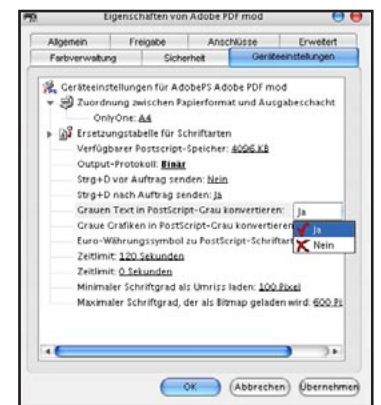 Eigenschaften von Adobe PDF mod
Allgemein Freigabe Anschlüsse Erweitert
Farbverwaltung Sicherheit Geräteeinstellungen
Geräteeinstellungen für AdobePS Adobe PDF mod
Zuordnung zwischen Papierformat und Ausgabeschacht
OnlyOne: A4
Ersetzungstabelle für Schriftarten
Verfügbarer Postscript-Speicher: 4096 KB
Output-Protokoll: Binär
Strg+D vor Auftrag senden: Nein
Strg+D nach Auftrag senden: Ja
Grauen Text in PostScript-Grau konvertieren: Ja
Graue Grafiken in PostScript-Grau konvertieren Ja
Euro-Währungssymbol zu PostScript-Schriftart Nein
Zeitlimit: 120 Sekunden
Zeitlimit: 0 Sekunden
Minimaler Schriftgrad als Umriss laden: 100 Pixel
Maximaler Schriftgrad, der als Bitmap geladen wird: 600 Pi
OK Abbrechen Übernehmen